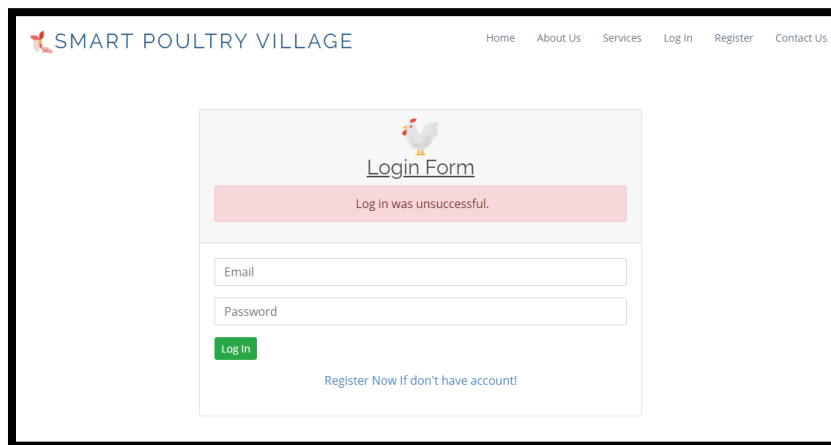 SMART POULTRY VILLAGE Home About Us Services Log In Register Contact Us
Login Form
Log in was unsuccessful.
Email
Password
Log In
Register Now If don't have account!